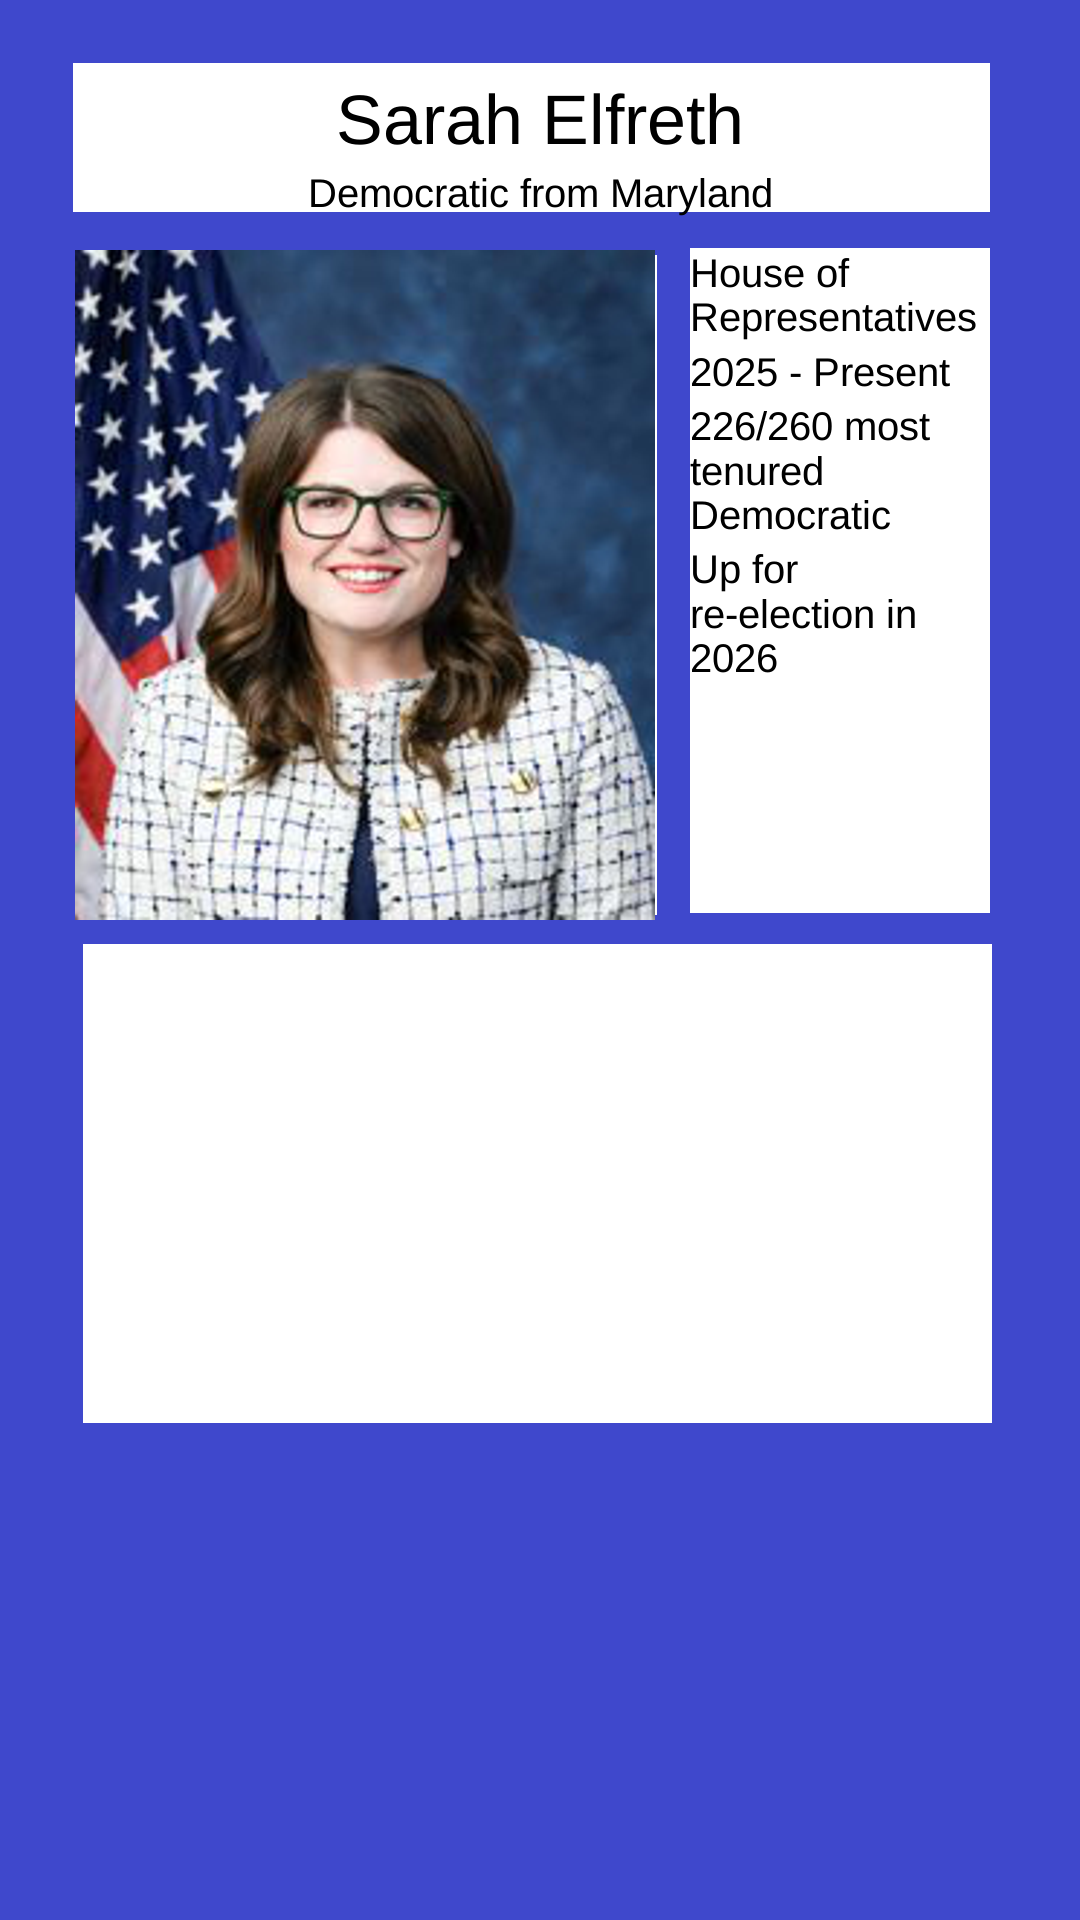 Sarah Elfreth
Democratic from Maryland
House of
Representatives
2025 - Present
226/260 most
tenured
Democratic
Up for
re-election in
2026